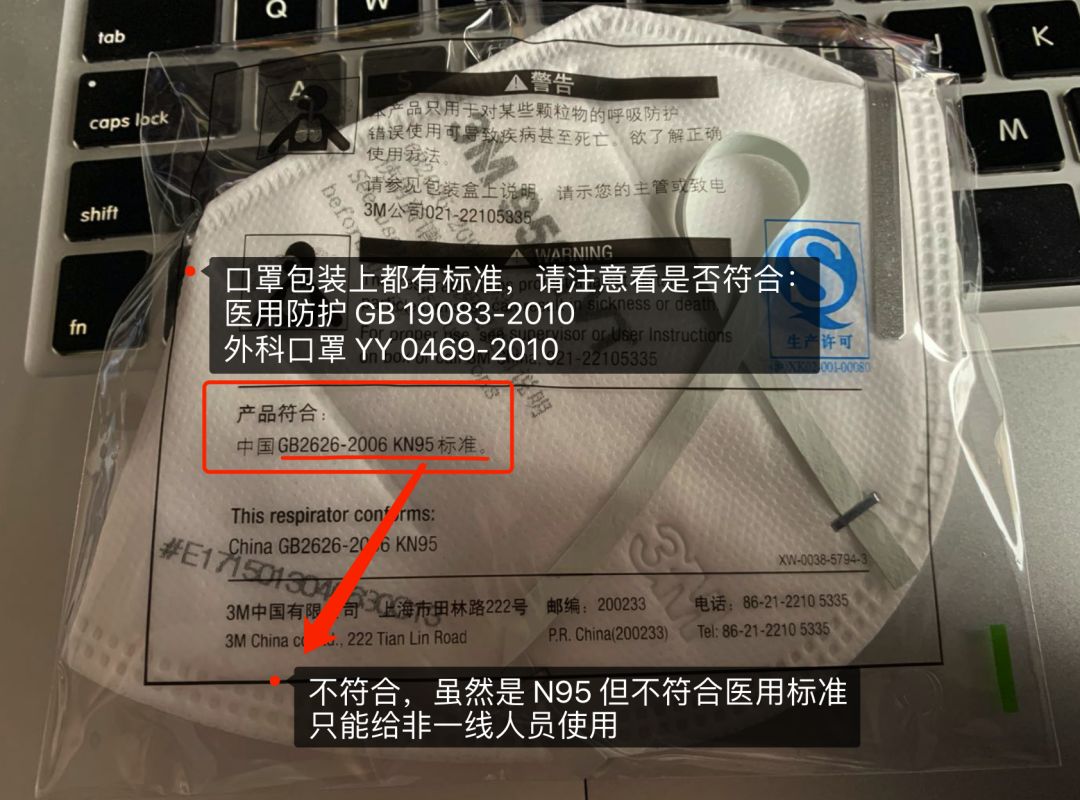 Q
W
tab
H
J
K
A
S
caps lock
M
shift
fn
警告
本产品只用于对某些颗粒物的呼吸防护
错误使用可导致疾病甚至死亡。欲了解正确
使用方法。
请参见包装盒上说明 请示您的主管或致电
3M公司021-22105335
WARNING
sickness or death.
For proper use, see supervisor or User Instructions
021-22105335
生产许可
口罩包装上都有标准，请注意看是否符合：
医用防护 GB 19083-2010
外科口罩 YY 0469-2010
产品符合：
中国GB2626-2006 KN95标准。
This respirator conforms:
China GB2626-2006 KN95
XW-0038-5794-3
3M中国有限公司 上海市田林路222号 邮编：200233 电话：86-21-2210 5335
3M China co., Ltd., 222 Tian Lin Road P.R. China(200233) Tel: 86-21-2210 5335
3M
不符合，虽然是 N95 但不符合医用标准
只能给非一线人员使用